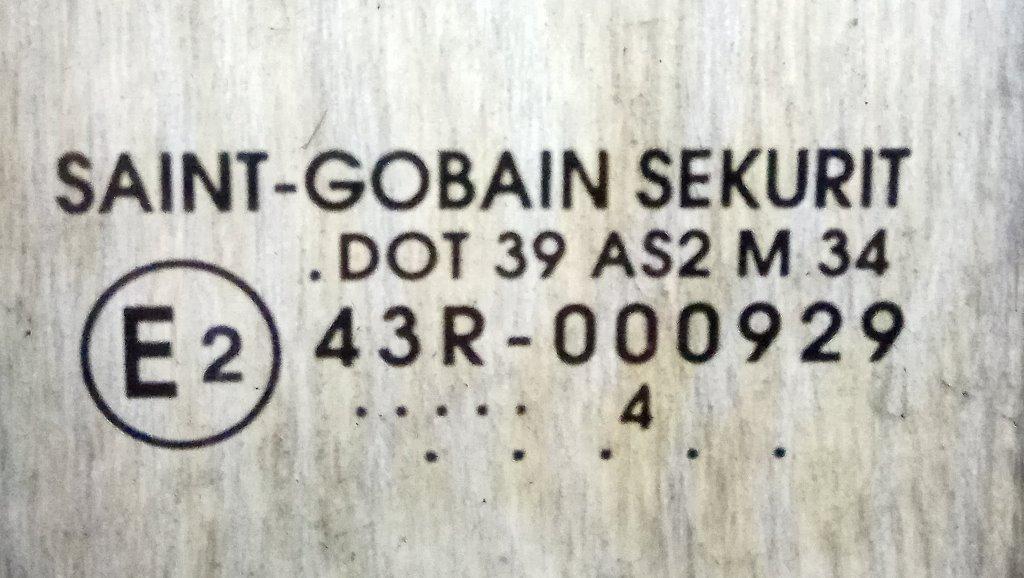 SAINT-GOBAIN SEKURIT
.DOT 39 AS2 M 34
E2 43R-000929
..... 4
. . . . .